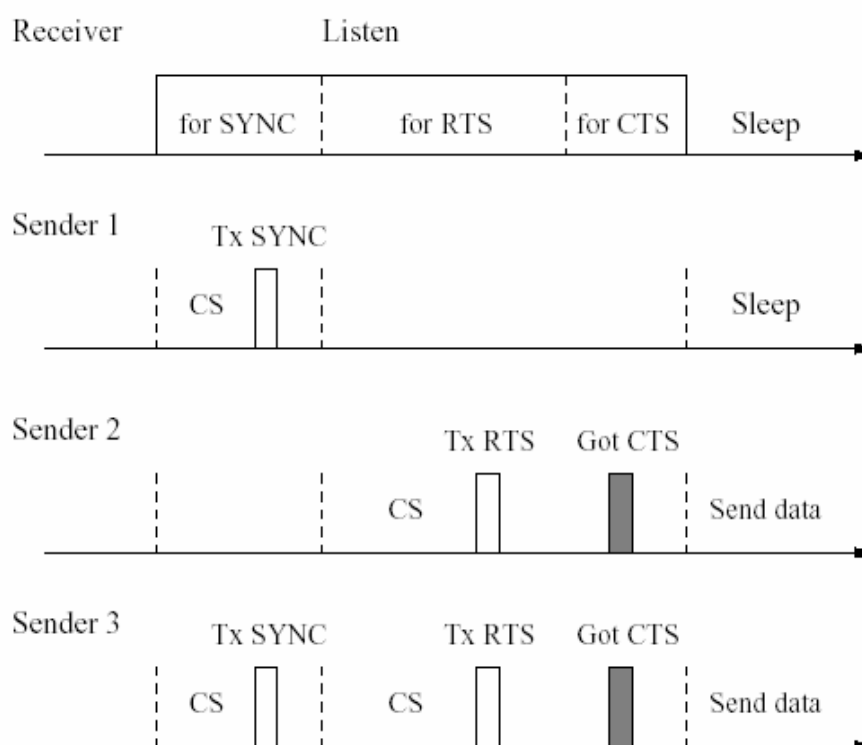 Receiver Listen
for SYNC for RTS for CTS Sleep
Sender 1
Tx SYNC
CS Sleep
Sender 2
Tx RTS Got CTS
CS Send data
Sender 3
Tx SYNC Tx RTS Got CTS
CS CS Send data